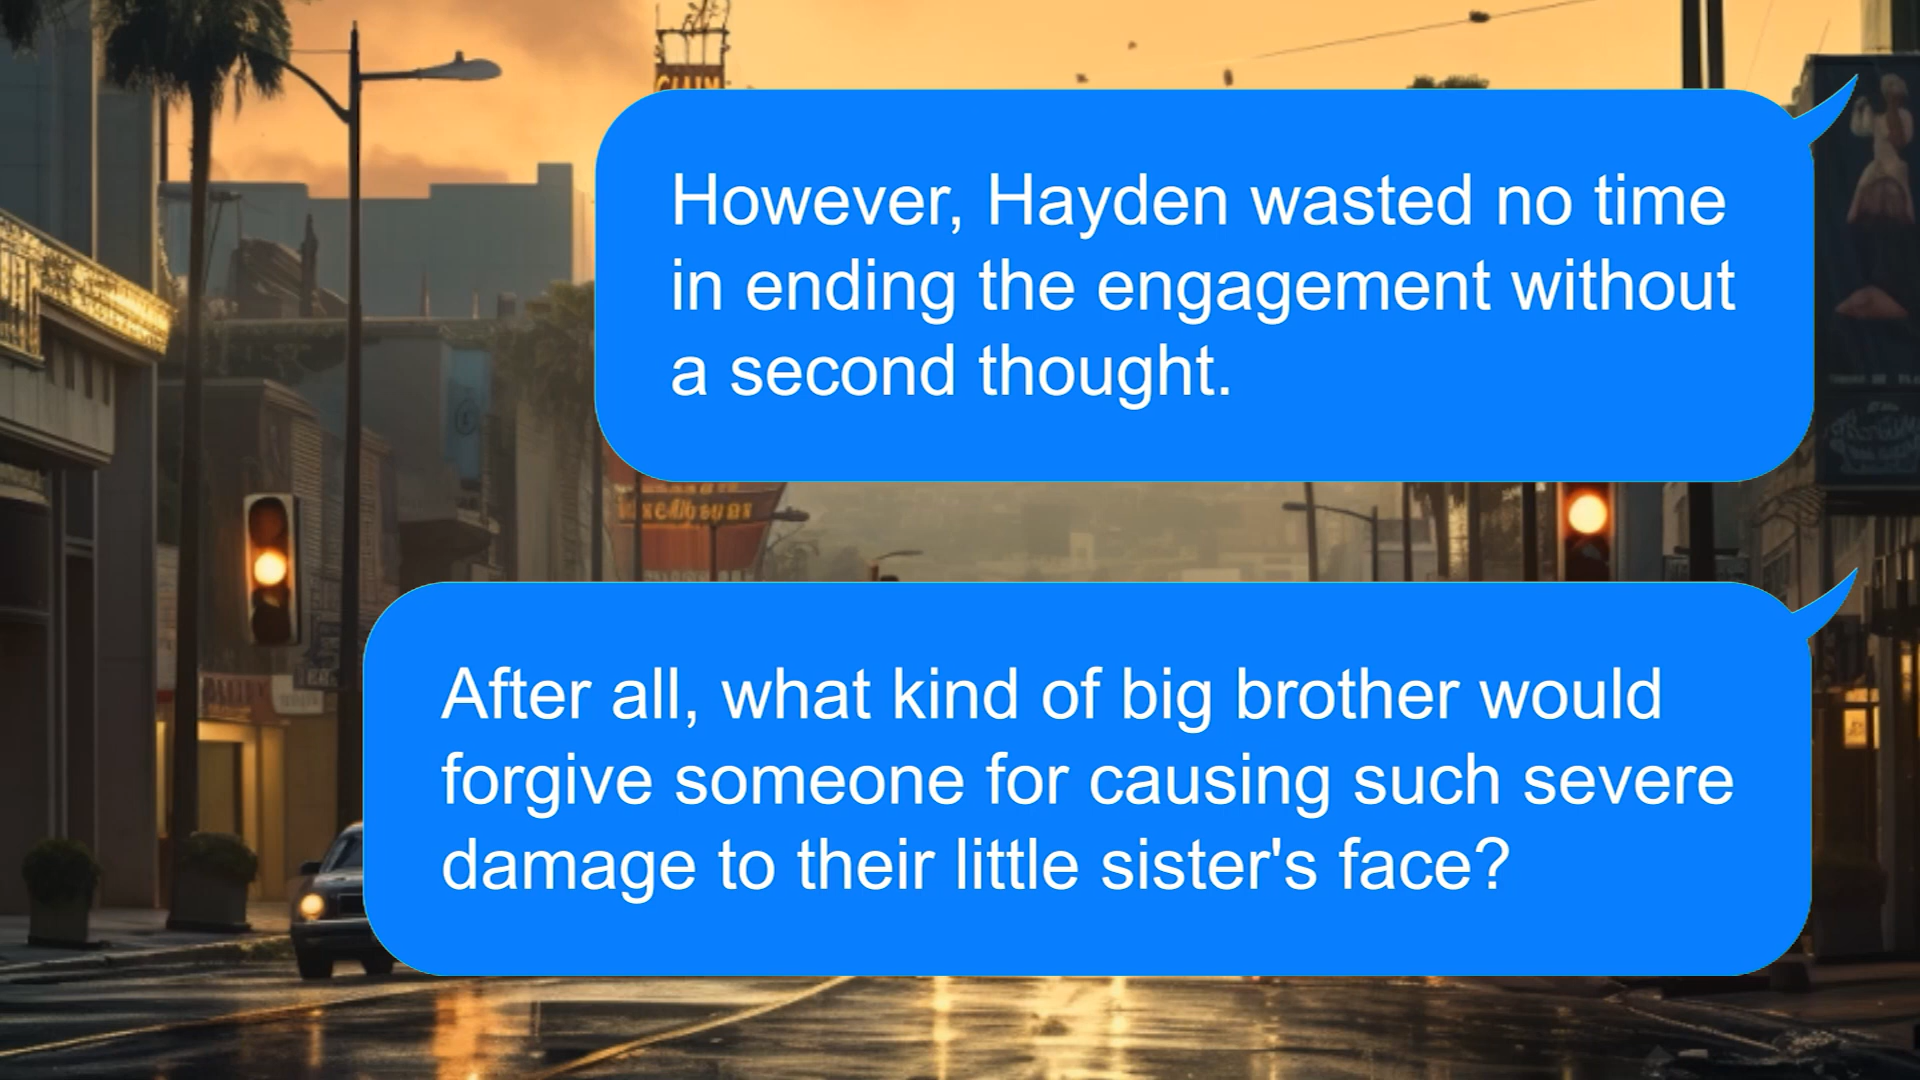 However, Hayden wasted no time
in ending the engagement without
a second thought.
After all, what kind of big brother would
forgive someone for causing such severe
damage to their little sister's face?